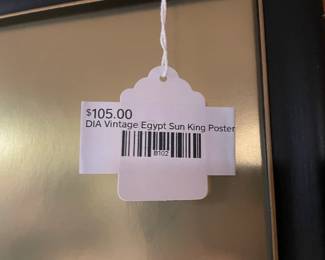 $105.00
DIA Vintage Egypt Sun King Poster
8102